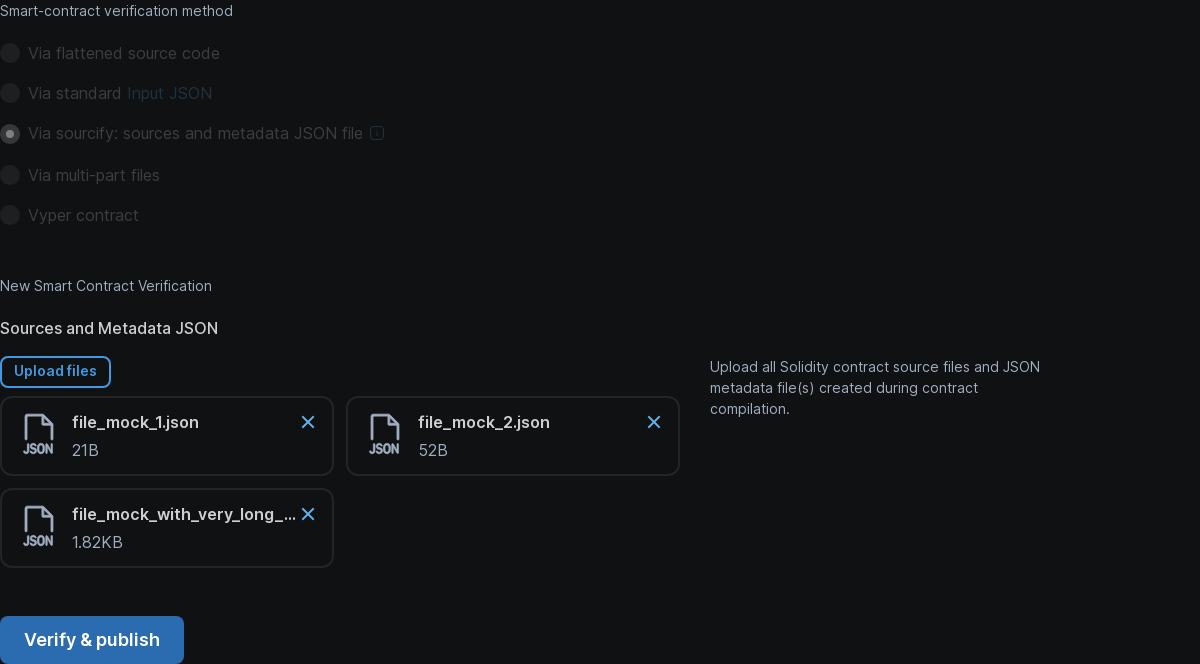 Smart-contract verification method
Via flattened source code
Via standard Input JSON
Via sourcify: sources and metadata JSON file
Via multi-part files
Vyper contract
New Smart Contract Verification
Sources and Metadata JSON
Upload files
Upload all Solidity contract source files and JSON
metadata file(s) created during contract
compilation.
JSON
file_mock_1.json
21B
JSON
file_mock_2.json
52B
JSON
file_mock_with_very_long_...
1.82KB
Verify & publish